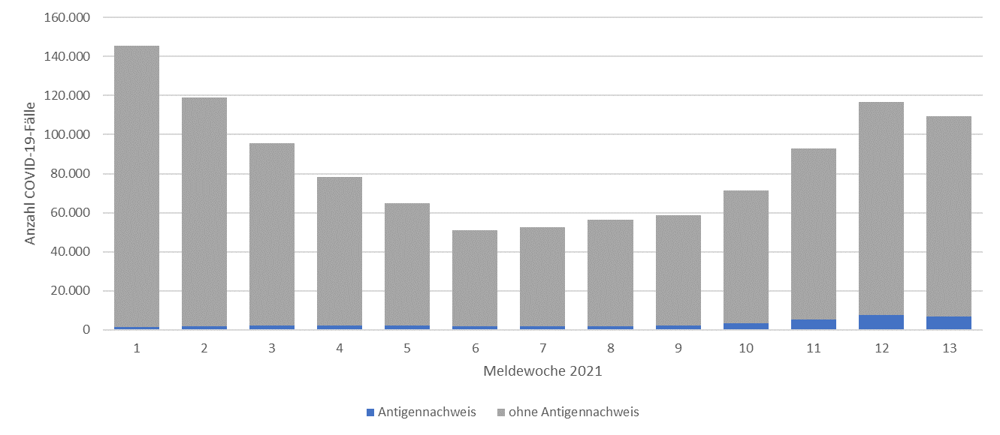 160.000
140.000
120.000
100.000
80.000
60.000
40.000
20.000
0
Anzahl COVID-19-Fälle
1 2 3 4 5 6 7 8 9 10 11 12 13
Meldewoche 2021
Antigennachweis ohne Antigennachweis